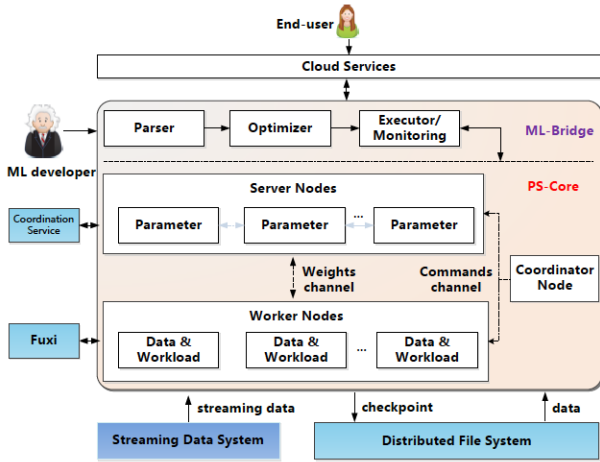 End-user
Cloud Services
Parser
Optimizer
Executor/
Monitoring
ML-Bridge
ML developer
PS-Core
Server Nodes
Coordination
Service
Parameter
Parameter
...
Parameter
Weights
channel
Commands
channel
Coordinator
Node
Worker Nodes
Fuxi
Data &
Workload
Data &
Workload
...
Data &
Workload
streaming data
checkpoint
data
Streaming Data System
Distributed File System